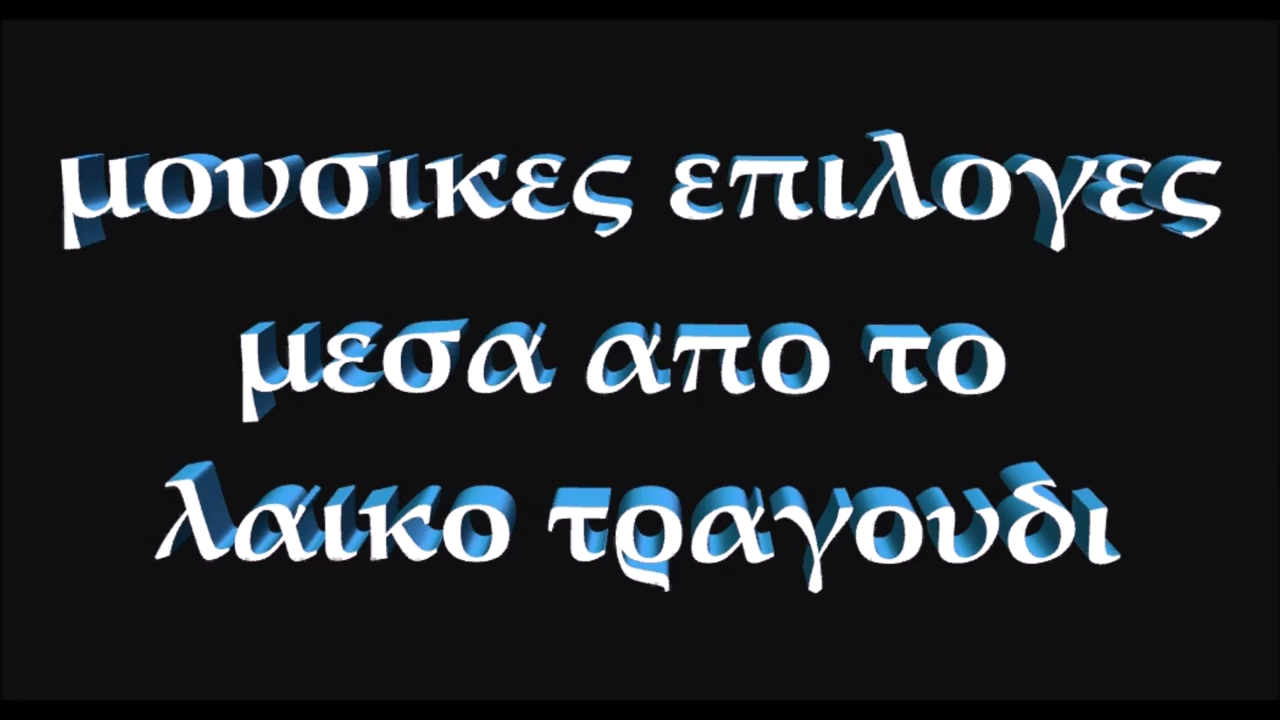 μουσικες επιλογες
μεσα απο το
λαικο τραγουδι